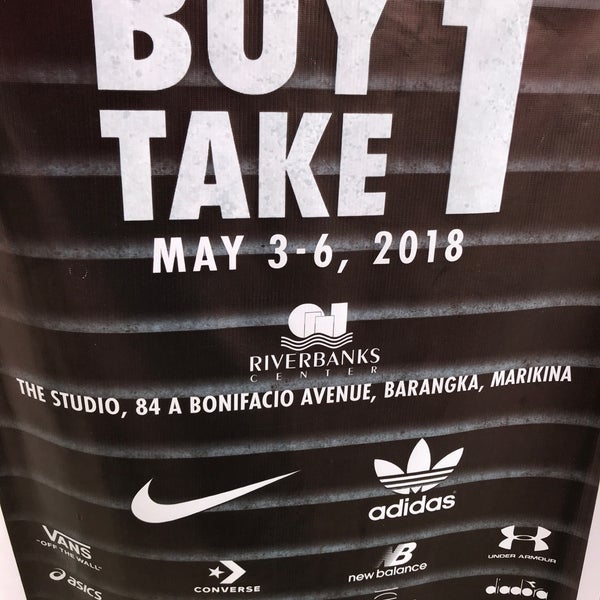 BUY 1
TAKE
MAY 3-6, 2018
RIVERBANKS
CENTER
THE STUDIO, 84 A BONIFACIO AVENUE, BARANGKA, MARIKINA
adidas
VANS
"OFF THE WALL"
CONVERSE
new balance
UNDER ARMOUR
asics
diadora